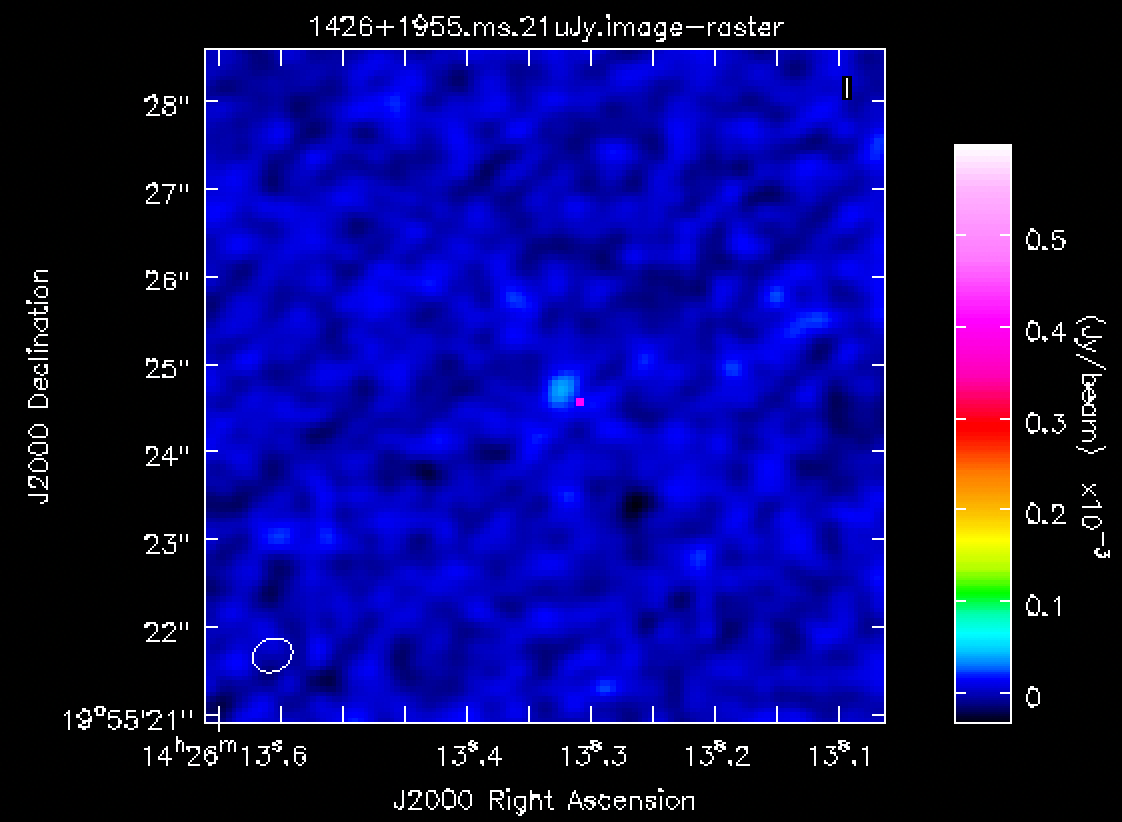 1426+1955.ms.21uJy.image-raster
I
28"
27"
26"
25"
24"
23"
22"
19°55'21"
J2000 Declination
14ʰ26ᵐ13ˢ.6
13ˢ.4
13ˢ.3
13ˢ.2
13ˢ.1
J2000 Right Ascension
0.5
0.4
0.3
0.2
0.1
0
(Jy/beam) x10⁻³